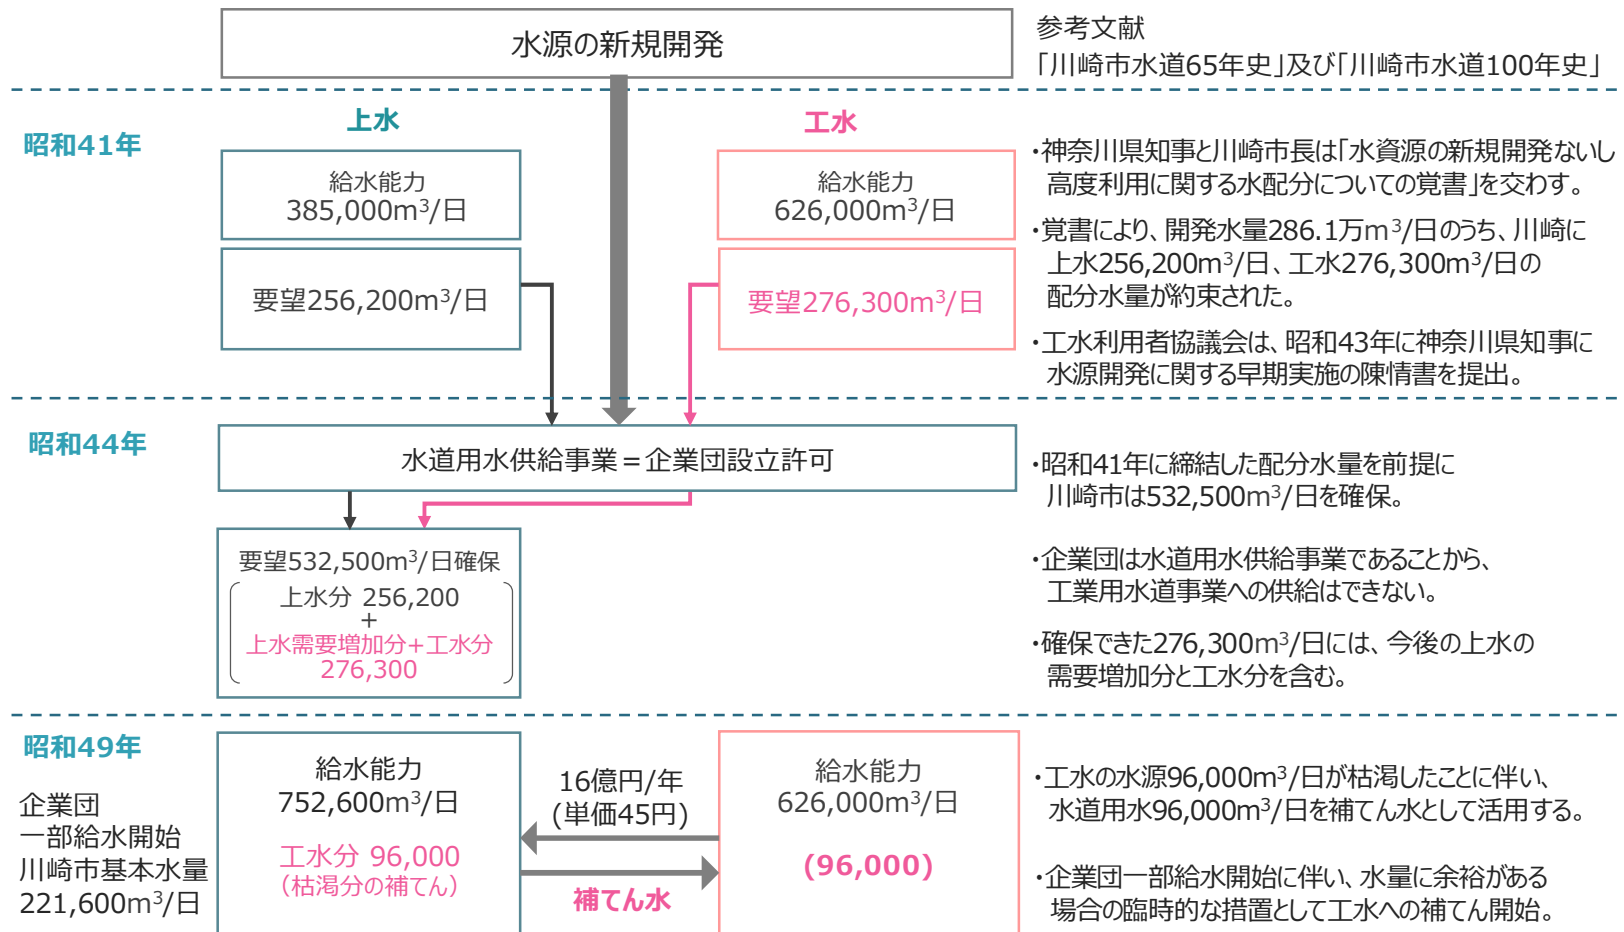 水源の新規開発
参考文献
「川崎市水道65年史」及び「川崎市水道100年史」
昭和41年
上水
工水
給水能力
385,000m³/日
給水能力
626,000m³/日
要望256,200m³/日
要望276,300m³/日
・神奈川県知事と川崎市長は「水資源の新規開発ないし
高度利用に関する水配分についての覚書」を交わす。
・覚書により、開発水量286.1万m³/日のうち、川崎に
上水256,200m³/日、工水276,300m³/日の
配分水量が約束された。
・工水利用者協議会は、昭和43年に神奈川県知事に
水源開発に関する早期実施の陳情書を提出。
昭和44年
水道用水供給事業＝企業団設立許可
要望532,500m³/日確保
上水分 256,200
+
上水需要増加分+工水分
276,300
・昭和41年に締結した配分水量を前提に
川崎市は532,500m³/日を確保。
・企業団は水道用水供給事業であることから、
工業用水道事業への供給はできない。
・確保できた276,300m³/日には、今後の上水の
需要増加分と工水分を含む。
昭和49年
企業団
一部給水開始
川崎市基本水量
221,600m³/日
給水能力
752,600m³/日
工水分 96,000
（枯渇分の補てん）
16億円/年
(単価45円)
補てん水
給水能力
626,000m³/日
(96,000)
・工水の水源96,000m³/日が枯渇したことに伴い、
水道用水96,000m³/日を補てん水として活用する。
・企業団一部給水開始に伴い、水量に余裕がある
場合の臨時的な措置として工水への補てん開始。